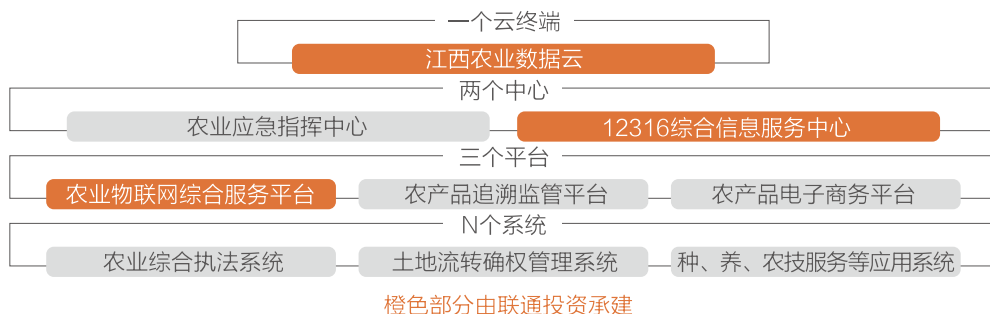 一个云终端
江西农业数据云
两个中心
农业应急指挥中心 12316综合信息服务中心
三个平台
农业物联网综合服务平台 农产品追溯监管平台 农产品电子商务平台
N个系统
农业综合执法系统 土地流转确权管理系统 种、养、农技服务等应用系统
橙色部分由联通投资承建